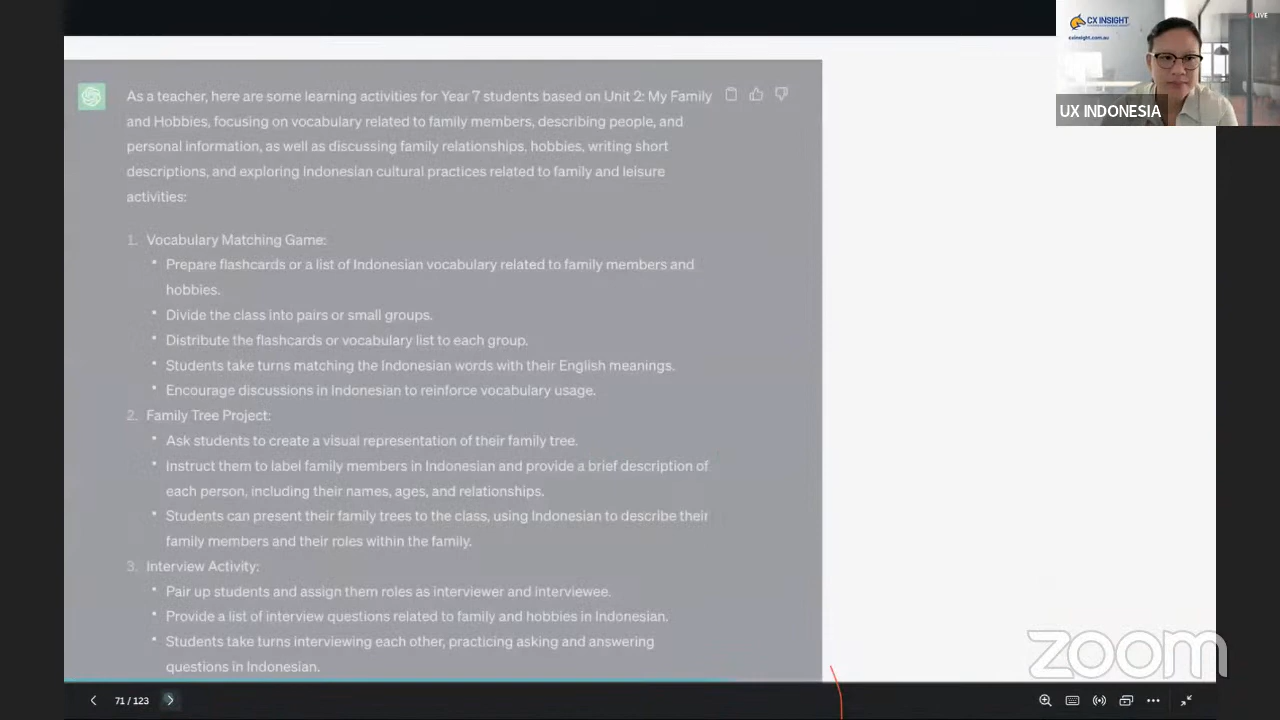 CX INSIGHT
cxinsight.com.au
LIVE
UX INDONESIA
As a teacher, here are some learning activities for Year 7 students based on Unit 2: My Family
and Hobbies, focusing on vocabulary related to family members, describing people, and
personal information, as well as discussing family relationships, hobbies, writing short
descriptions, and exploring Indonesian cultural practices related to family and leisure
activities:
1. Vocabulary Matching Game:
• Prepare flashcards or a list of Indonesian vocabulary related to family members and
hobbies.
• Divide the class into pairs or small groups.
• Distribute the flashcards or vocabulary list to each group.
• Students take turns matching the Indonesian words with their English meanings.
• Encourage discussions in Indonesian to reinforce vocabulary usage.
2. Family Tree Project:
• Ask students to create a visual representation of their family tree.
• Instruct them to label family members in Indonesian and provide a brief description of
each person, including their names, ages, and relationships.
• Students can present their family trees to the class, using Indonesian to describe their
family members and their roles within the family.
3. Interview Activity:
• Pair up students and assign them roles as interviewer and interviewee.
• Provide a list of interview questions related to family and hobbies in Indonesian.
• Students take turns interviewing each other, practicing asking and answering
questions in Indonesian.
zoom
71 / 123